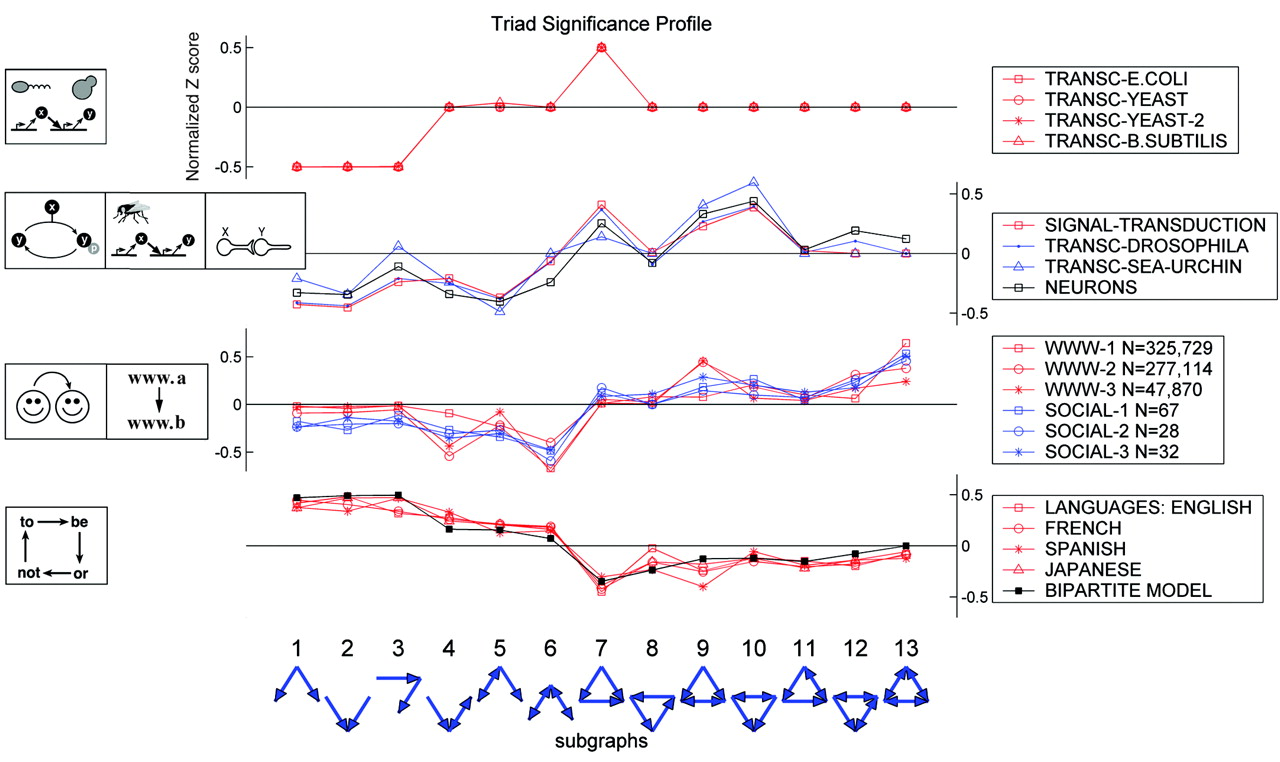 Triad Significance Profile
Normalized Z score
0.5
0
-0.5
x
y
TRANSC-E.COLI
TRANSC-YEAST
TRANSC-YEAST-2
TRANSC-B.SUBTILIS
x
y
y
p
x
y
X
Y
0.5
0
-0.5
SIGNAL-TRANSDUCTION
TRANSC-DROSOPHILA
TRANSC-SEA-URCHIN
NEURONS
www.a
www.b
0.5
0
-0.5
WWW-1 N=325,729
WWW-2 N=277,114
WWW-3 N=47,870
SOCIAL-1 N=67
SOCIAL-2 N=28
SOCIAL-3 N=32
to be
not or
0.5
0
-0.5
LANGUAGES: ENGLISH
FRENCH
SPANISH
JAPANESE
BIPARTITE MODEL
1 2 3 4 5 6 7 8 9 10 11 12 13
subgraphs